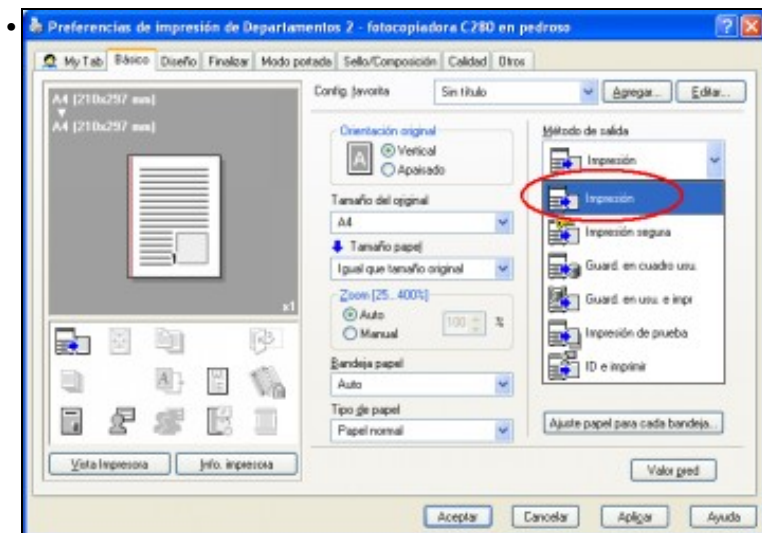 Preferencias de impresión de Departamentos 2 - fotocopiadora C280 en pedroso
My Tab Básico Diseño Finalizar Modo portada Sello/Composición Calidad Otros
A4 [210x297 mm]
A4 [210x297 mm]
x1
Vista Impresora Info. impresora
Config. favorita Sin título Agregar... Editar...
Orientación original
A
Vertical
Apaisado
Tamaño del original
A4
Tamaño papel
Igual que tamaño original
Zoom [25...400%]
Auto
Manual
100 %
Bandeja papel
Auto
Tipo de papel
Papel normal
Método de salida
Impresión
Impresión
Impresión segura
Guard. en cuadro usu.
Guard. en usu. e impr
Impresión de prueba
ID e imprimir
Ajuste papel para cada bandeja...
Valor pred
Aceptar Cancelar Aplicar Ayuda